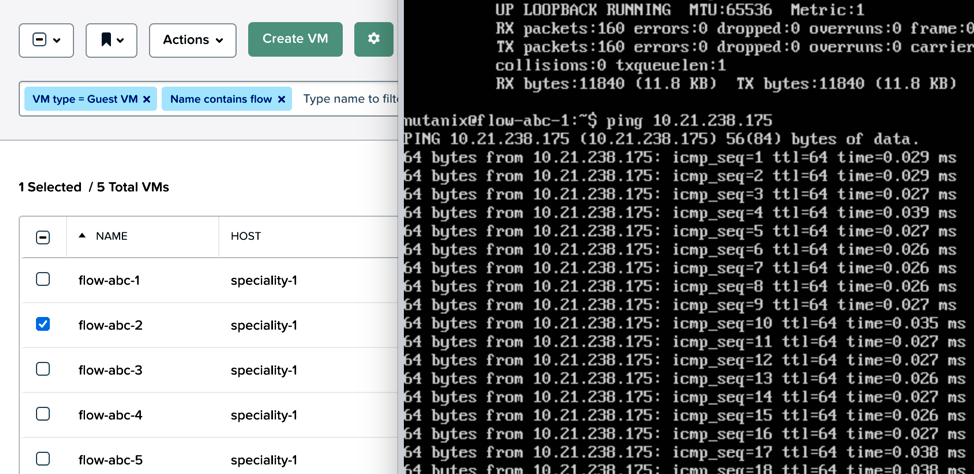 Actions
Create VM
VM type = Guest VM ×
Name contains flow ×
Type name to filte
1 Selected / 5 Total VMs
NAME
HOST
flow-abc-1
speciality-1
flow-abc-2
speciality-1
flow-abc-3
speciality-1
flow-abc-4
speciality-1
flow-abc-5
speciality-1
UP LOOPBACK RUNNING MTU:65536 Metric:1
RX packets:160 errors:0 dropped:0 overruns:0 frame:0
TX packets:160 errors:0 dropped:0 overruns:0 carrier
collisions:0 txqueuelen:1
RX bytes:11840 (11.8 KB) TX bytes:11840 (11.8 KB)
nutanix@flow-abc-1:~$ ping 10.21.238.175
PING 10.21.238.175 (10.21.238.175) 56(84) bytes of data.
64 bytes from 10.21.238.175: icmp_seq=1 ttl=64 time=0.029 ms
64 bytes from 10.21.238.175: icmp_seq=2 ttl=64 time=0.029 ms
64 bytes from 10.21.238.175: icmp_seq=3 ttl=64 time=0.027 ms
64 bytes from 10.21.238.175: icmp_seq=4 ttl=64 time=0.039 ms
64 bytes from 10.21.238.175: icmp_seq=5 ttl=64 time=0.027 ms
64 bytes from 10.21.238.175: icmp_seq=6 ttl=64 time=0.026 ms
64 bytes from 10.21.238.175: icmp_seq=7 ttl=64 time=0.026 ms
64 bytes from 10.21.238.175: icmp_seq=8 ttl=64 time=0.026 ms
64 bytes from 10.21.238.175: icmp_seq=9 ttl=64 time=0.027 ms
64 bytes from 10.21.238.175: icmp_seq=10 ttl=64 time=0.035 ms
64 bytes from 10.21.238.175: icmp_seq=11 ttl=64 time=0.027 ms
64 bytes from 10.21.238.175: icmp_seq=12 ttl=64 time=0.027 ms
64 bytes from 10.21.238.175: icmp_seq=13 ttl=64 time=0.026 ms
64 bytes from 10.21.238.175: icmp_seq=14 ttl=64 time=0.027 ms
64 bytes from 10.21.238.175: icmp_seq=15 ttl=64 time=0.026 ms
64 bytes from 10.21.238.175: icmp_seq=16 ttl=64 time=0.027 ms
64 bytes from 10.21.238.175: icmp_seq=17 ttl=64 time=0.038 ms
64 bytes from 10.21.238.175: icmp_seq=18 ttl=64 time=0.038 ms